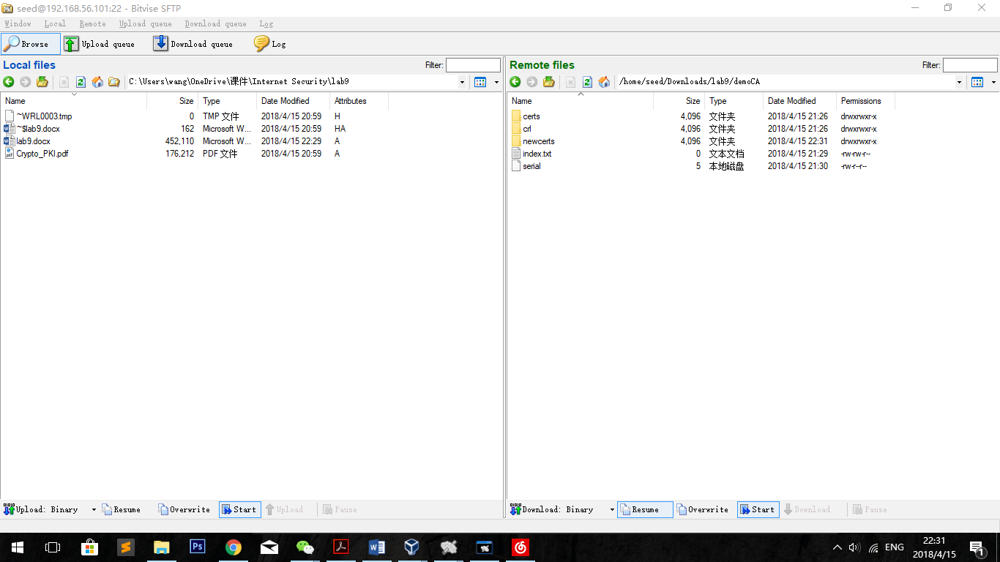 seed@192.168.56.101:22 - Bitvise SFTP
Window Local Remote Upload queue Download queue Log
Browse Upload queue Download queue Log
Local files Filter:
C:\Users\wang\OneDrive\课件\Internet Security\lab9
Name Size Type Date Modified Attributes
~WRL0003.tmp 0 TMP 文件 2018/4/15 20:59 H
~$lab9.docx 162 Microsoft W... 2018/4/15 20:59 HA
lab9.docx 452,110 Microsoft W... 2018/4/15 22:29 A
Crypto_PKI.pdf 176,212 PDF 文件 2018/4/15 20:59 A
Upload: Binary Resume Overwrite Start Upload Pause
Remote files Filter:
/home/seed/Downloads/lab9/demoCA
Name Size Type Date Modified Permissions
certs 4,096 文件夹 2018/4/15 21:26 drwxrwxr-x
crl 4,096 文件夹 2018/4/15 21:26 drwxrwxr-x
newcerts 4,096 文件夹 2018/4/15 22:31 drwxrwxr-x
index.txt 0 文本文档 2018/4/15 21:29 -rw-rw-r--
serial 5 本地磁盘 2018/4/15 21:30 -rw-r--r--
Download: Binary Resume Overwrite Start Download Pause
Ps
ENG
22:31
2018/4/15
1